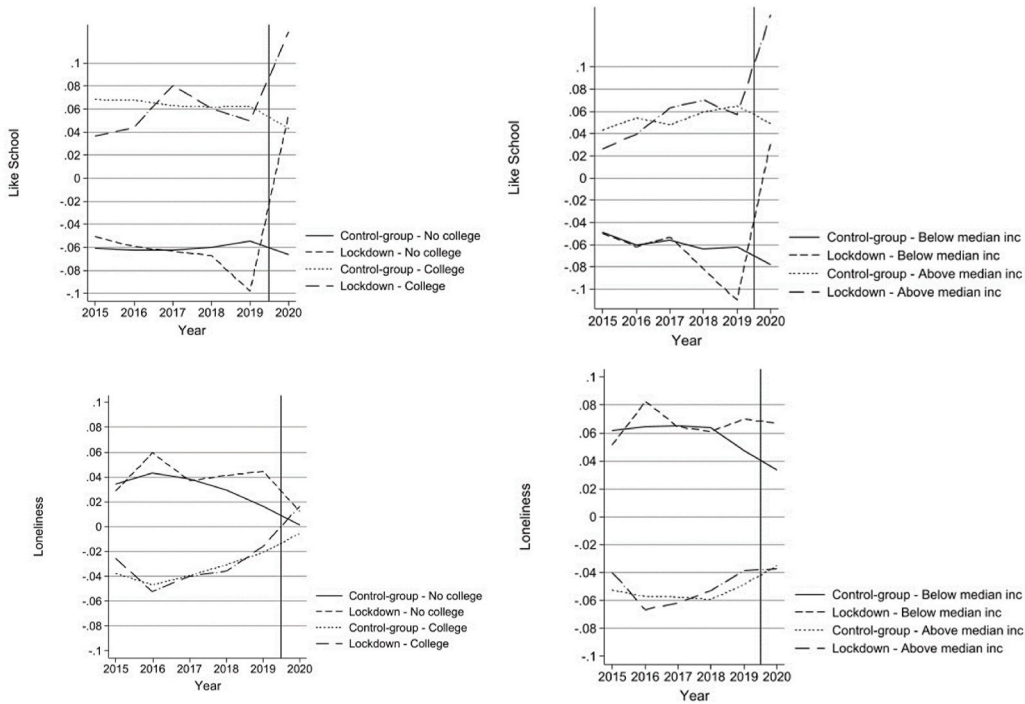 .1
.08
.06
.04
.02
0
-.02
-.04
-.06
-.08
-.1
Like School
2015 2016 2017 2018 2019 2020
Year
Control-group - No college
Lockdown - No college
Control-group - College
Lockdown - College
.1
.08
.06
.04
.02
0
-.02
-.04
-.06
-.08
-.1
Like School
2015 2016 2017 2018 2019 2020
Year
Control-group - Below median inc
Lockdown - Below median inc
Control-group - Above median inc
Lockdown - Above median inc
.1
.08
.06
.04
.02
0
-.02
-.04
-.06
-.08
-.1
Loneliness
2015 2016 2017 2018 2019 2020
Year
Control-group - No college
Lockdown - No college
Control-group - College
Lockdown - College
.1
.08
.06
.04
.02
0
-.02
-.04
-.06
-.08
-.1
Loneliness
2015 2016 2017 2018 2019 2020
Year
Control-group - Below median inc
Lockdown - Below median inc
Control-group - Above median inc
Lockdown - Above median inc